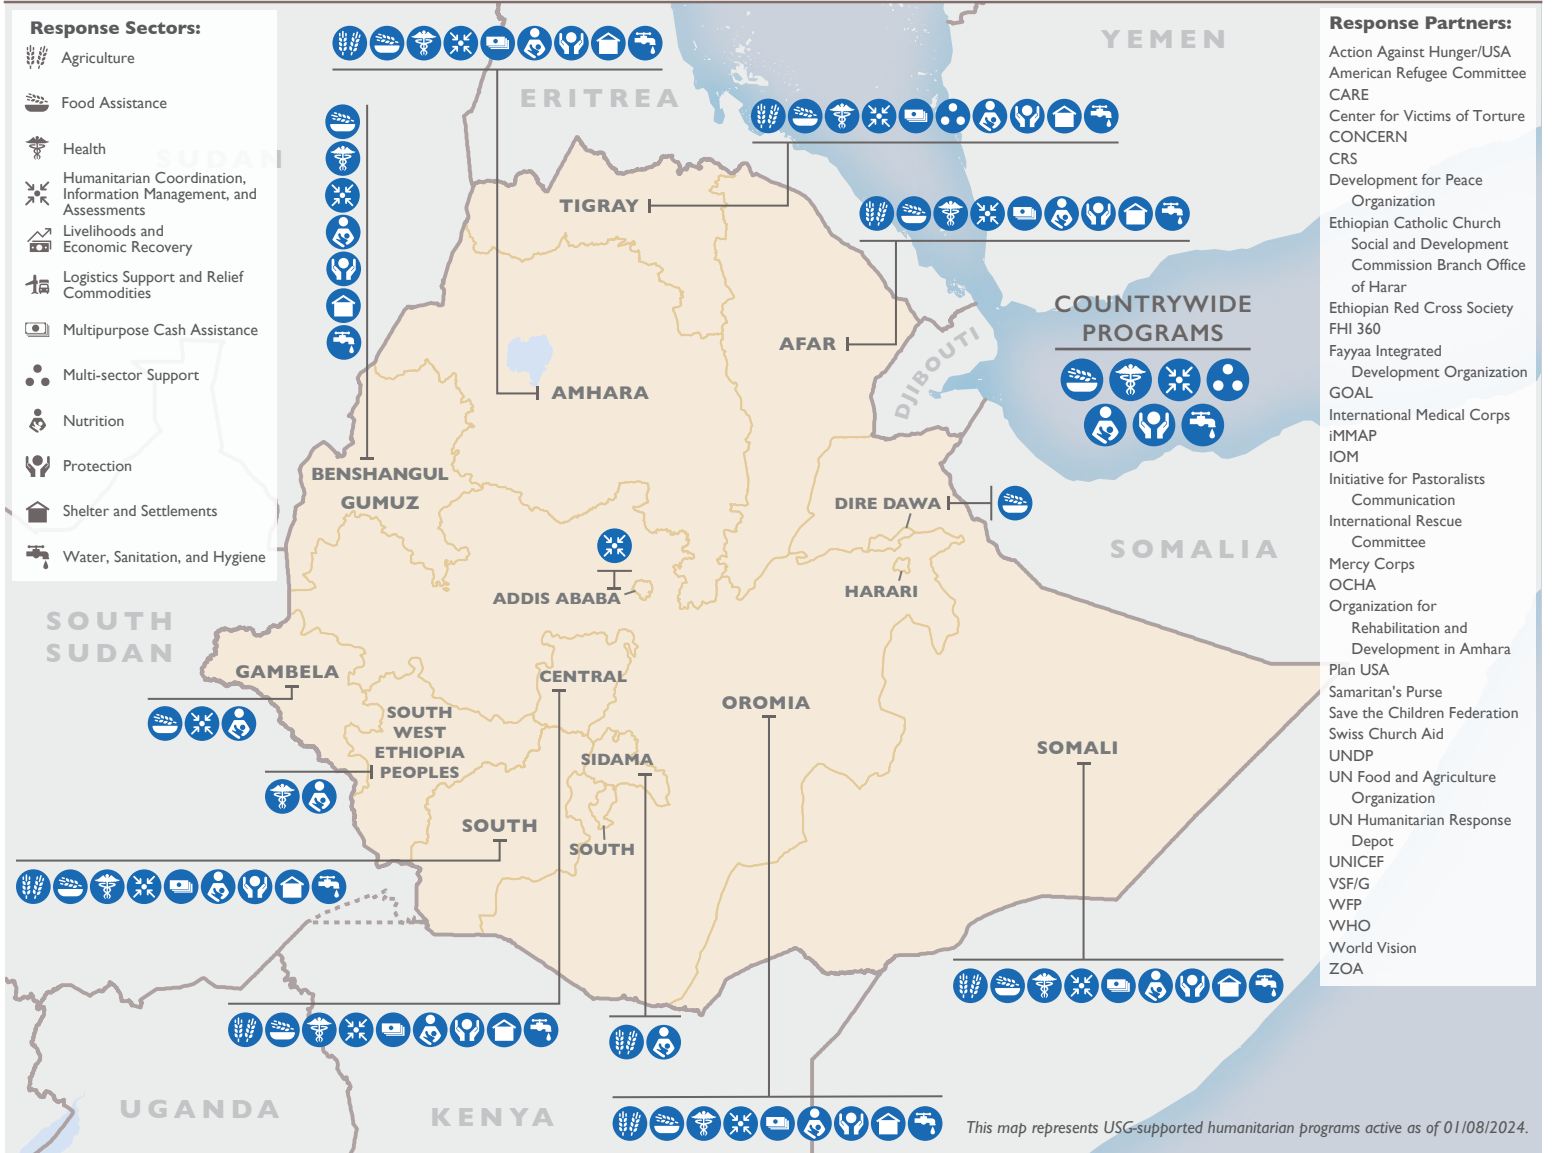 Response Sectors:
Agriculture
Food Assistance
Health
Humanitarian Coordination,
Information Management, and
Assessments
Livelihoods and
Economic Recovery
Logistics Support and Relief
Commodities
Multipurpose Cash Assistance
Multi-sector Support
Nutrition
Protection
Shelter and Settlements
Water, Sanitation, and Hygiene
SUDAN
ERITREA
YEMEN
TIGRAY
AFAR
AMHARA
DJIBOUTI
COUNTRYWIDE
PROGRAMS
BENSHANGUL
GUMUZ
DIRE DAWA
SOMALIA
ADDIS ABABA
HARARI
SOUTH
SUDAN
GAMBELA
CENTRAL
OROMIA
SOUTH
WEST
ETHIOPIA
PEOPLES
SIDAMA
SOMALI
SOUTH
SOUTH
UGANDA
KENYA
Response Partners:
Action Against Hunger/USA
American Refugee Committee
CARE
Center for Victims of Torture
CONCERN
CRS
Development for Peace
Organization
Ethiopian Catholic Church
Social and Development
Commission Branch Office
of Harar
Ethiopian Red Cross Society
FHI 360
Fayyaa Integrated
Development Organization
GOAL
International Medical Corps
iMMAP
IOM
Initiative for Pastoralists
Communication
International Rescue
Committee
Mercy Corps
OCHA
Organization for
Rehabilitation and
Development in Amhara
Plan USA
Samaritan's Purse
Save the Children Federation
Swiss Church Aid
UNDP
UN Food and Agriculture
Organization
UN Humanitarian Response
Depot
UNICEF
VSF/G
WFP
WHO
World Vision
ZOA
This map represents USG-supported humanitarian programs active as of 01/08/2024.